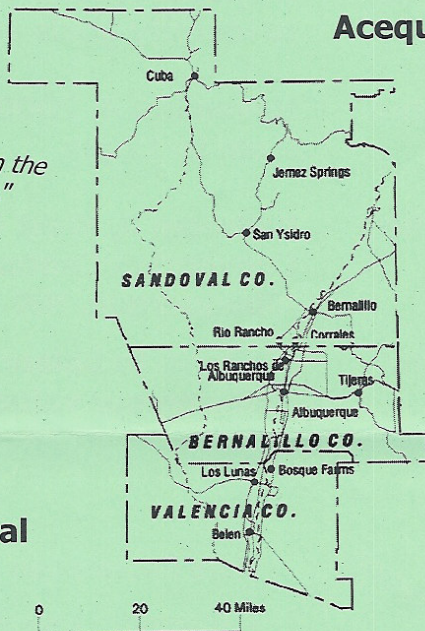 Acequ
Cuba
n the
"
Jemez Springs
San Ysidro
SANDOVAL CO.
Bernalillo
Rio Rancho
Corrales
Los Ranchos de
Albuquerque
Tijeras
Albuquerque
BERNALILLO CO.
Los Lunas
Bosque Farms
VALENCIA CO.
Belen
al
0 20 40 Miles